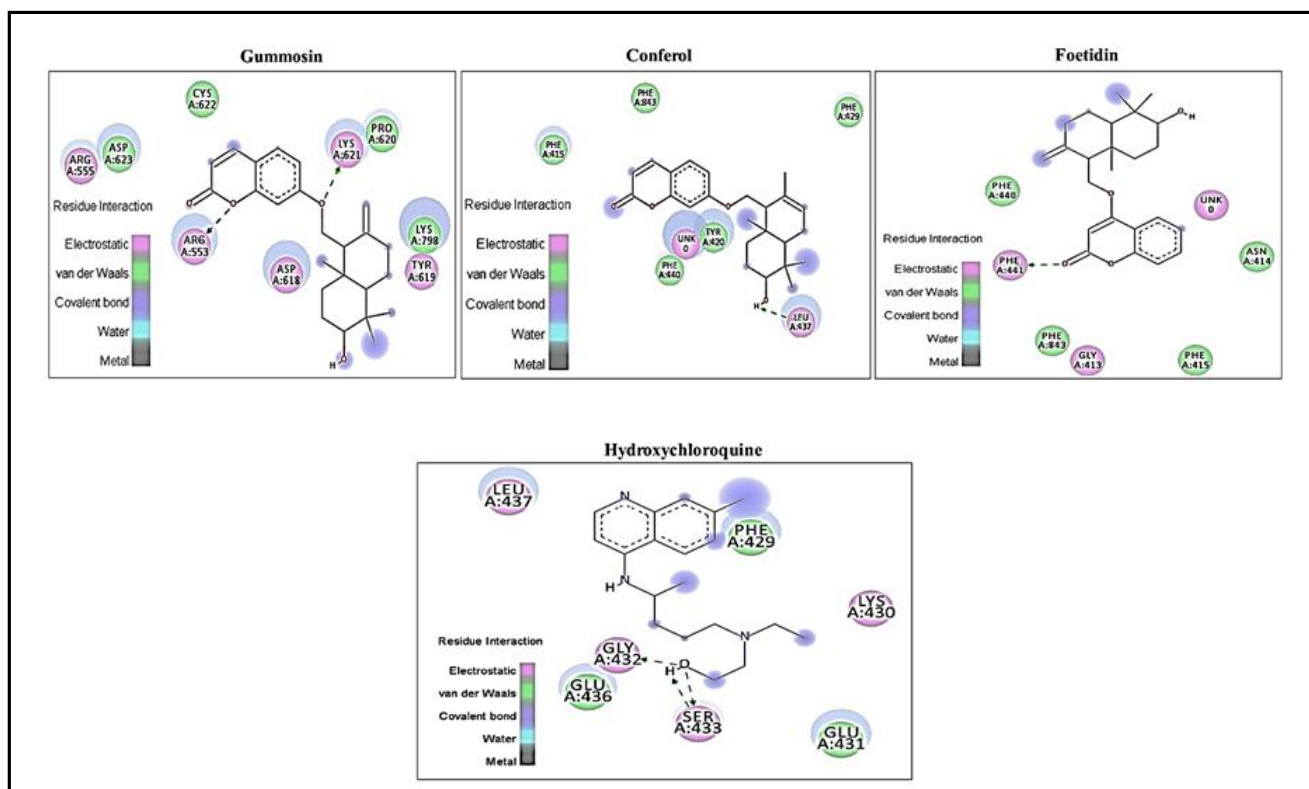 Gummosin
CYS
A:622
ARG
A:555
ASP
A:623
LYS
A:621
PRO
A:620
ARG
A:553
ASP
A:618
LYS
A:798
TYR
A:619
O
O
O
H
O
Residue Interaction
Electrostatic
van der Waals
Covalent bond
Water
Metal
Conferol
PHE
A:843
PHE
A:429
PHE
A:415
UNK
0
TYR
A:420
PHE
A:440
LEU
A:437
O
O
O
H
O
Residue Interaction
Electrostatic
van der Waals
Covalent bond
Water
Metal
Foetidin
O
H
PHE
A:440
UNK
0
PHE
A:441
ASN
A:414
PHE
A:843
GLY
A:413
PHE
A:415
O
O
O
Residue Interaction
Electrostatic
van der Waals
Covalent bond
Water
Metal
Hydroxychloroquine
LEU
A:437
N
PHE
A:429
H
N
LYS
A:430
N
GLY
A:432
H
O
GLU
A:436
SER
A:433
GLU
A:431
Residue Interaction
Electrostatic
van der Waals
Covalent bond
Water
Metal